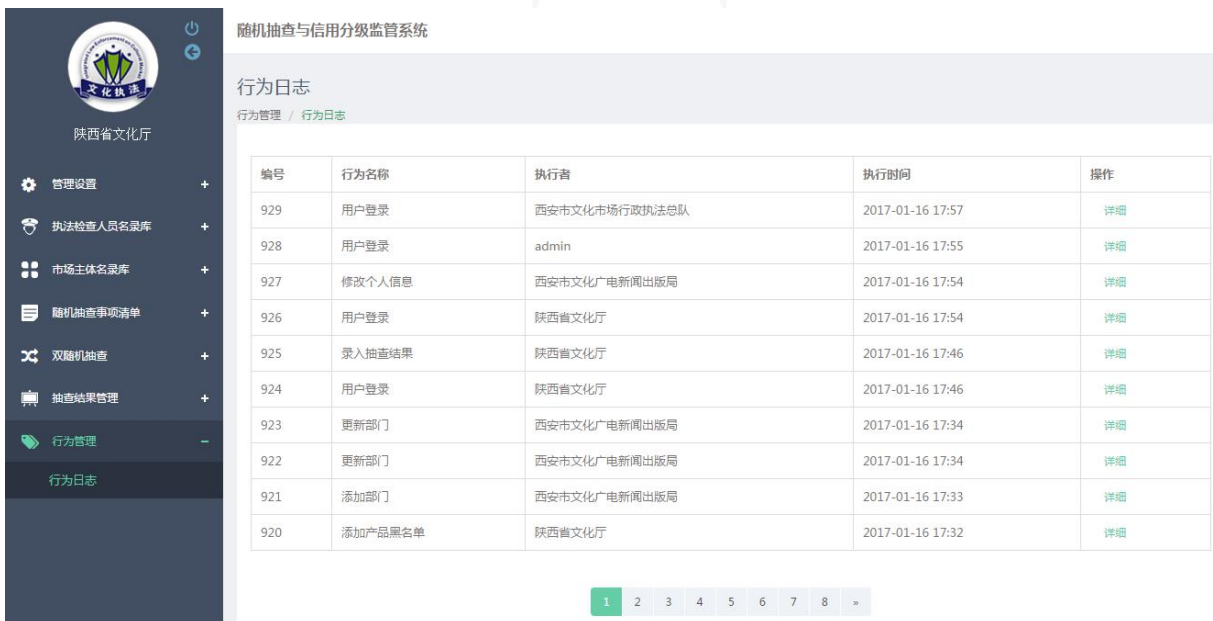 随机抽查与信用分级监管系统
文化执法
陕西省文化厅
管理设置 +
执法检查人员名录库 +
市场主体名录库 +
随机抽查事项清单 +
双随机抽查 +
抽查结果管理 +
行为管理 -
行为日志
行为日志
行为管理 / 行为日志
编号 行为名称 执行者 执行时间 操作
929 用户登录 西安市文化市场行政执法总队 2017-01-16 17:57 详细
928 用户登录 admin 2017-01-16 17:55 详细
927 修改个人信息 西安市文化广电新闻出版局 2017-01-16 17:54 详细
926 用户登录 陕西省文化厅 2017-01-16 17:54 详细
925 录入抽查结果 陕西省文化厅 2017-01-16 17:46 详细
924 用户登录 陕西省文化厅 2017-01-16 17:46 详细
923 更新部门 西安市文化广电新闻出版局 2017-01-16 17:34 详细
922 更新部门 西安市文化广电新闻出版局 2017-01-16 17:34 详细
921 添加部门 西安市文化广电新闻出版局 2017-01-16 17:33 详细
920 添加产品黑名单 陕西省文化厅 2017-01-16 17:32 详细
1 2 3 4 5 6 7 8 »